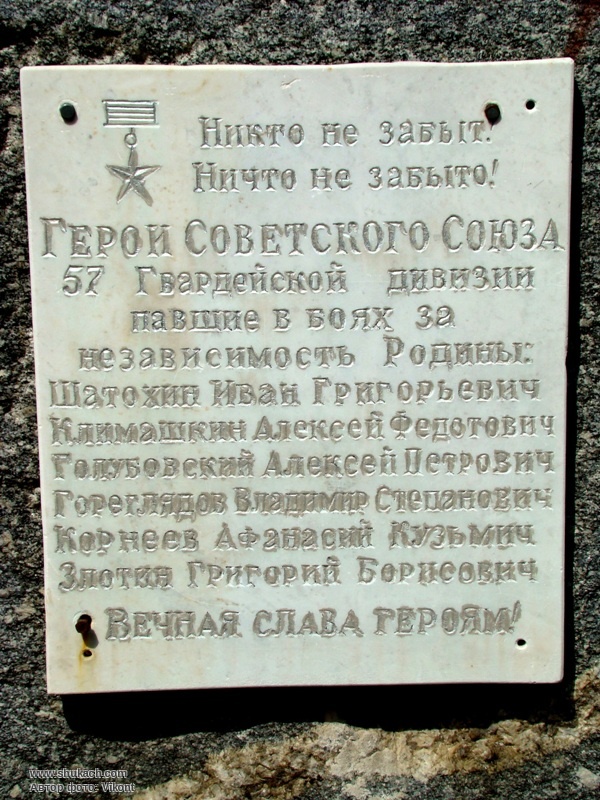 Никто не забыт!
Ничто не забыто!
Герои Советского Союза
57 Гвардейской дивизии
павшие в боях за
независимость Родины:
Шатохин Иван Григорьевич
Климашкин Алексей Федотович
Голубовский Алексей Петрович
Гореглядов Владимир Степанович
Корнеев Афанасий Кузьмич
Злотин Григорий Борисович
Вечная слава героям!
www.shukach.com
Автор фото: Vikont